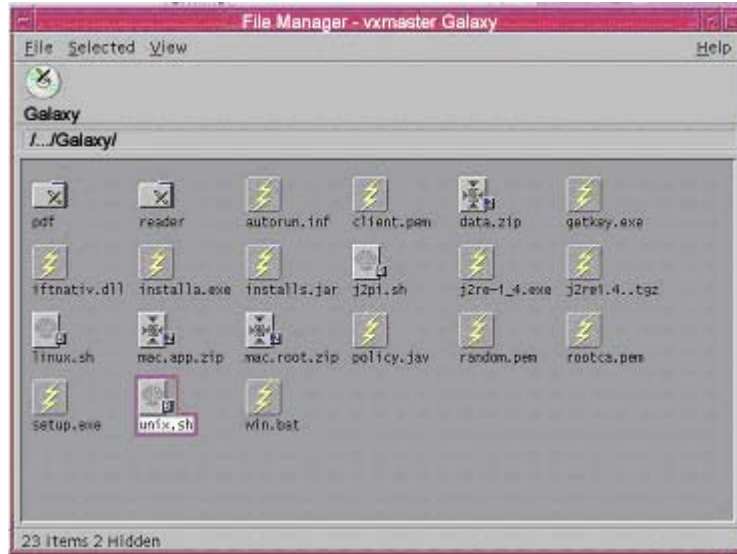 File Manager - vxmaster Galaxy
File Selected View Help
Galaxy
/.../Galaxy/
pdf reader autorun.inf client.pem data.zip getkey.exe
iftnativ.dll installa.exe installs.jar j2pi.sh j2re-1_4.exe j2re1.4..tgz
linux.sh mac.app.zip mac.root.zip policy.jav random.pem rootca.pem
setup.exe unix.sh win.bat
23 Items 2 Hidden